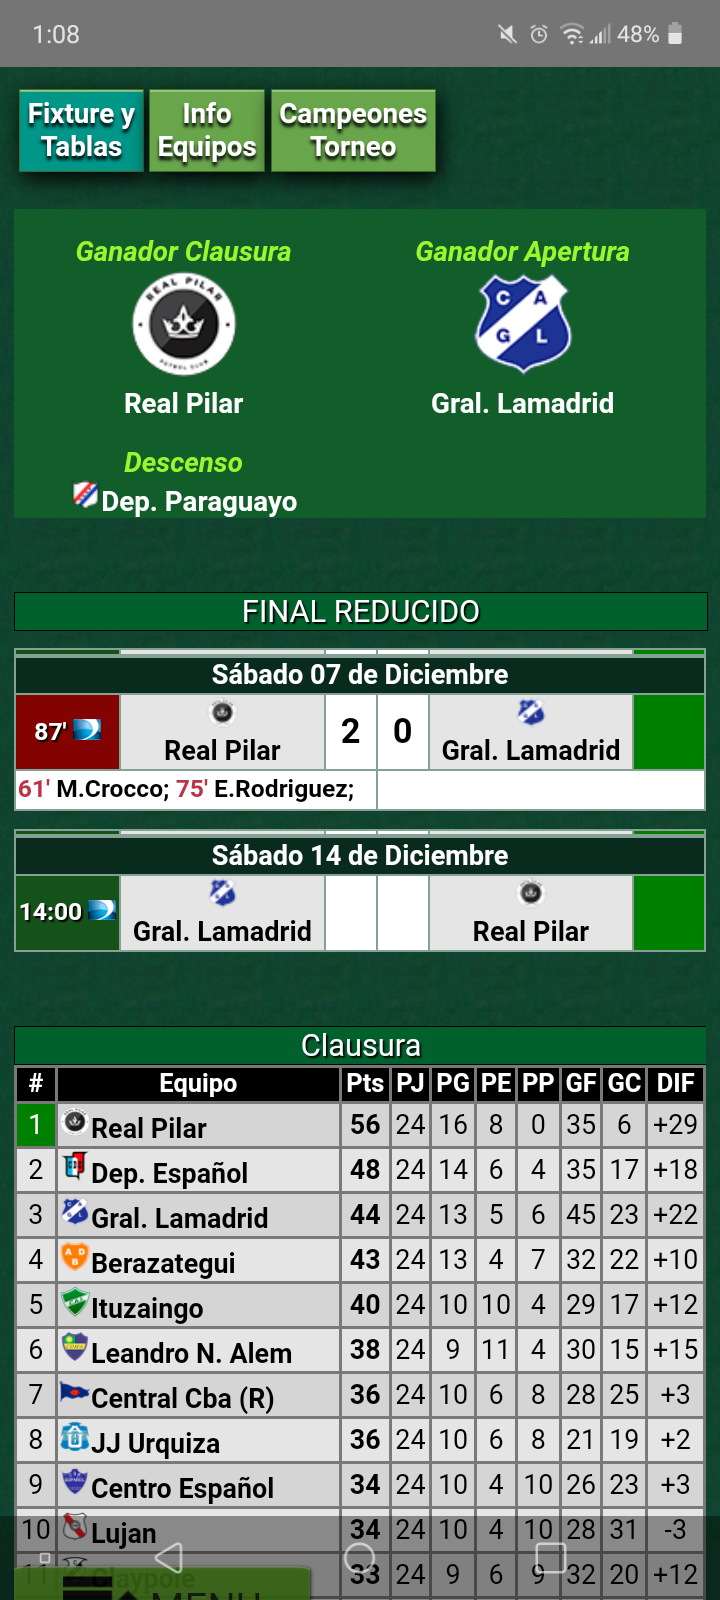 1:08 48%
Fixture y Tablas
Info Equipos
Campeones Torneo
Ganador Clausura Ganador Apertura
REAL PILAR FUTBOL CLUB
C A G L
Real Pilar Gral. Lamadrid
Descenso
Dep. Paraguayo
FINAL REDUCIDO
Sábado 07 de Diciembre
87' Real Pilar 2 0 Gral. Lamadrid
61' M.Crocco; 75' E.Rodriguez;
Sábado 14 de Diciembre
14:00 Gral. Lamadrid Real Pilar
Clausura
# Equipo Pts PJ PG PE PP GF GC DIF
1 Real Pilar 56 24 16 8 0 35 6 +29
2 Dep. Español 48 24 14 6 4 35 17 +18
3 Gral. Lamadrid 44 24 13 5 6 45 23 +22
4 Berazategui 43 24 13 4 7 32 22 +10
5 Ituzaingo 40 24 10 10 4 29 17 +12
6 Leandro N. Alem 38 24 9 11 4 30 15 +15
7 Central Cba (R) 36 24 10 6 8 28 25 +3
8 JJ Urquiza 36 24 10 6 8 21 19 +2
9 Centro Español 34 24 10 4 10 26 23 +3
10 Lujan 34 24 10 4 10 28 31 -3
11 Claypole 33 24 9 6 9 32 20 +12
MENU